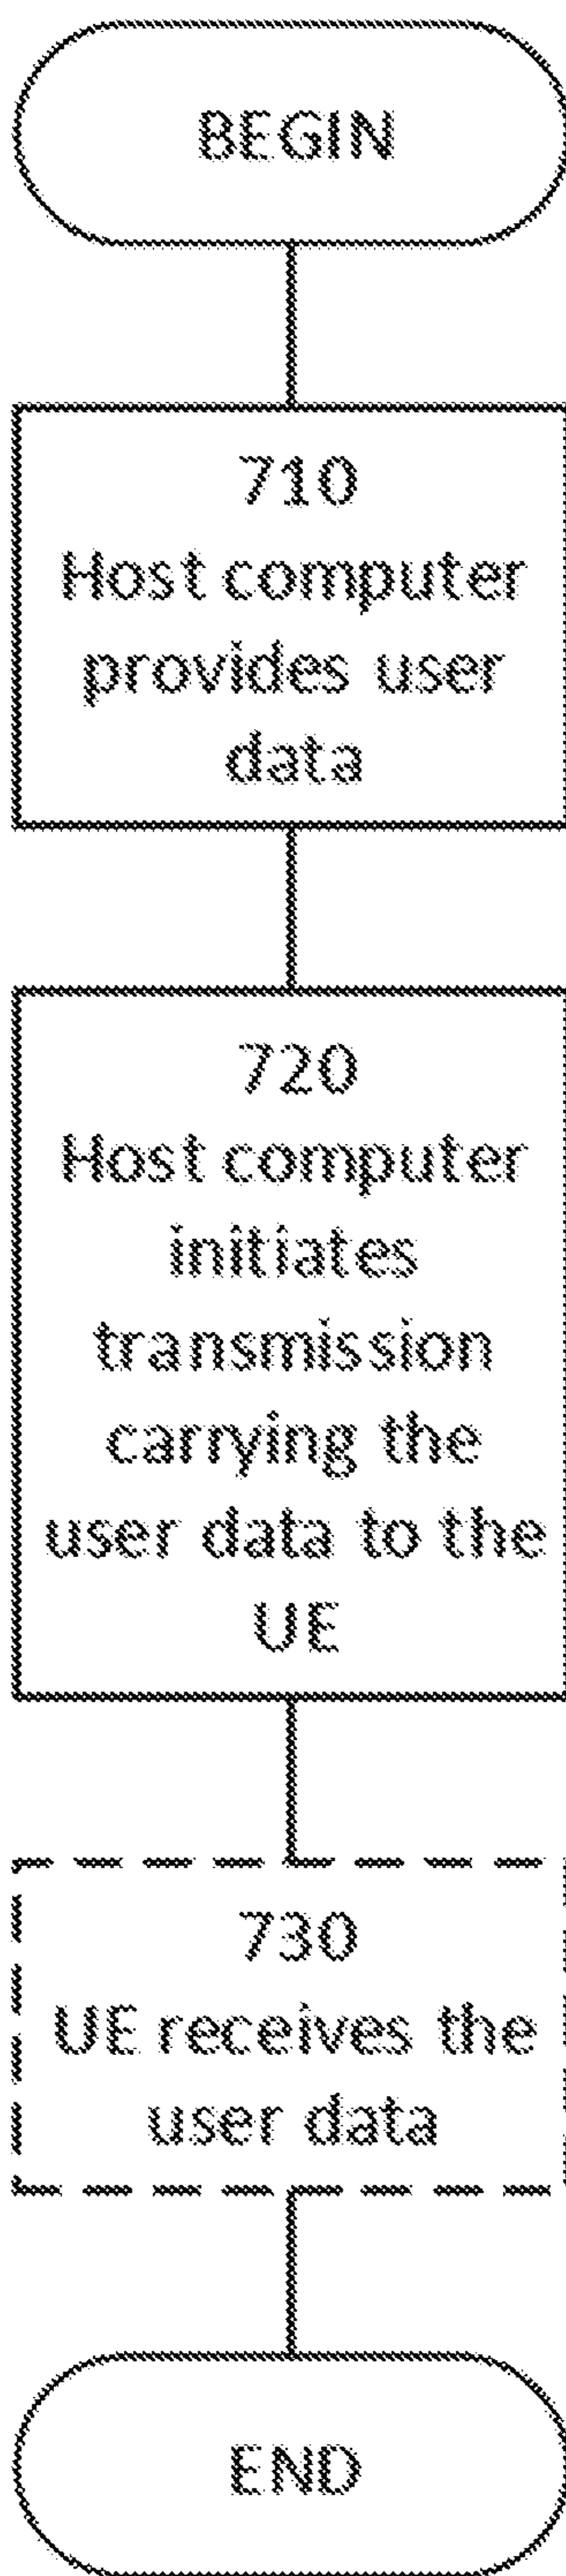 BEGIN
710
Host computer
provides user
data
720
Host computer
initiates
transmission
carrying the
user data to the
UE
730
UE receives the
user data
END